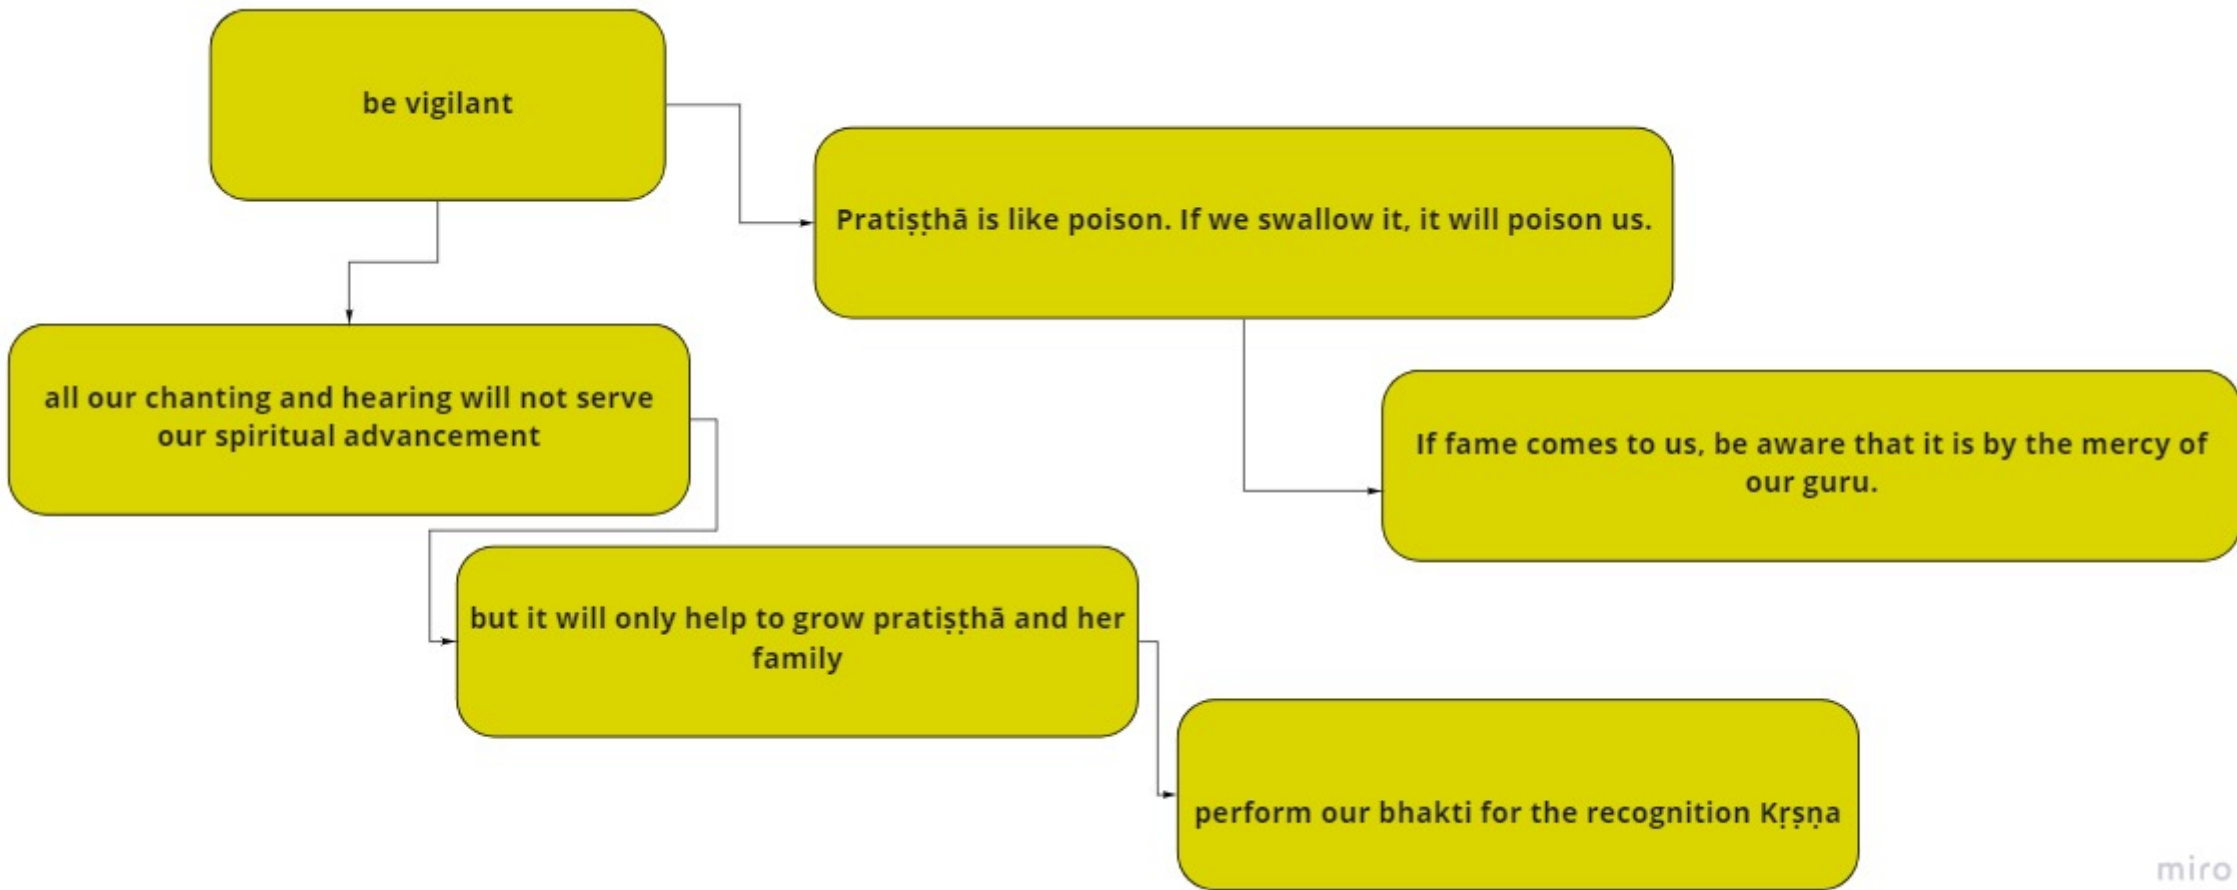 be vigilant
Pratiṣṭhā is like poison. If we swallow it, it will poison us.
all our chanting and hearing will not serve
our spiritual advancement
If fame comes to us, be aware that it is by the mercy of
our guru.
but it will only help to grow pratiṣṭhā and her
family
perform our bhakti for the recognition Kṛṣṇa
miro